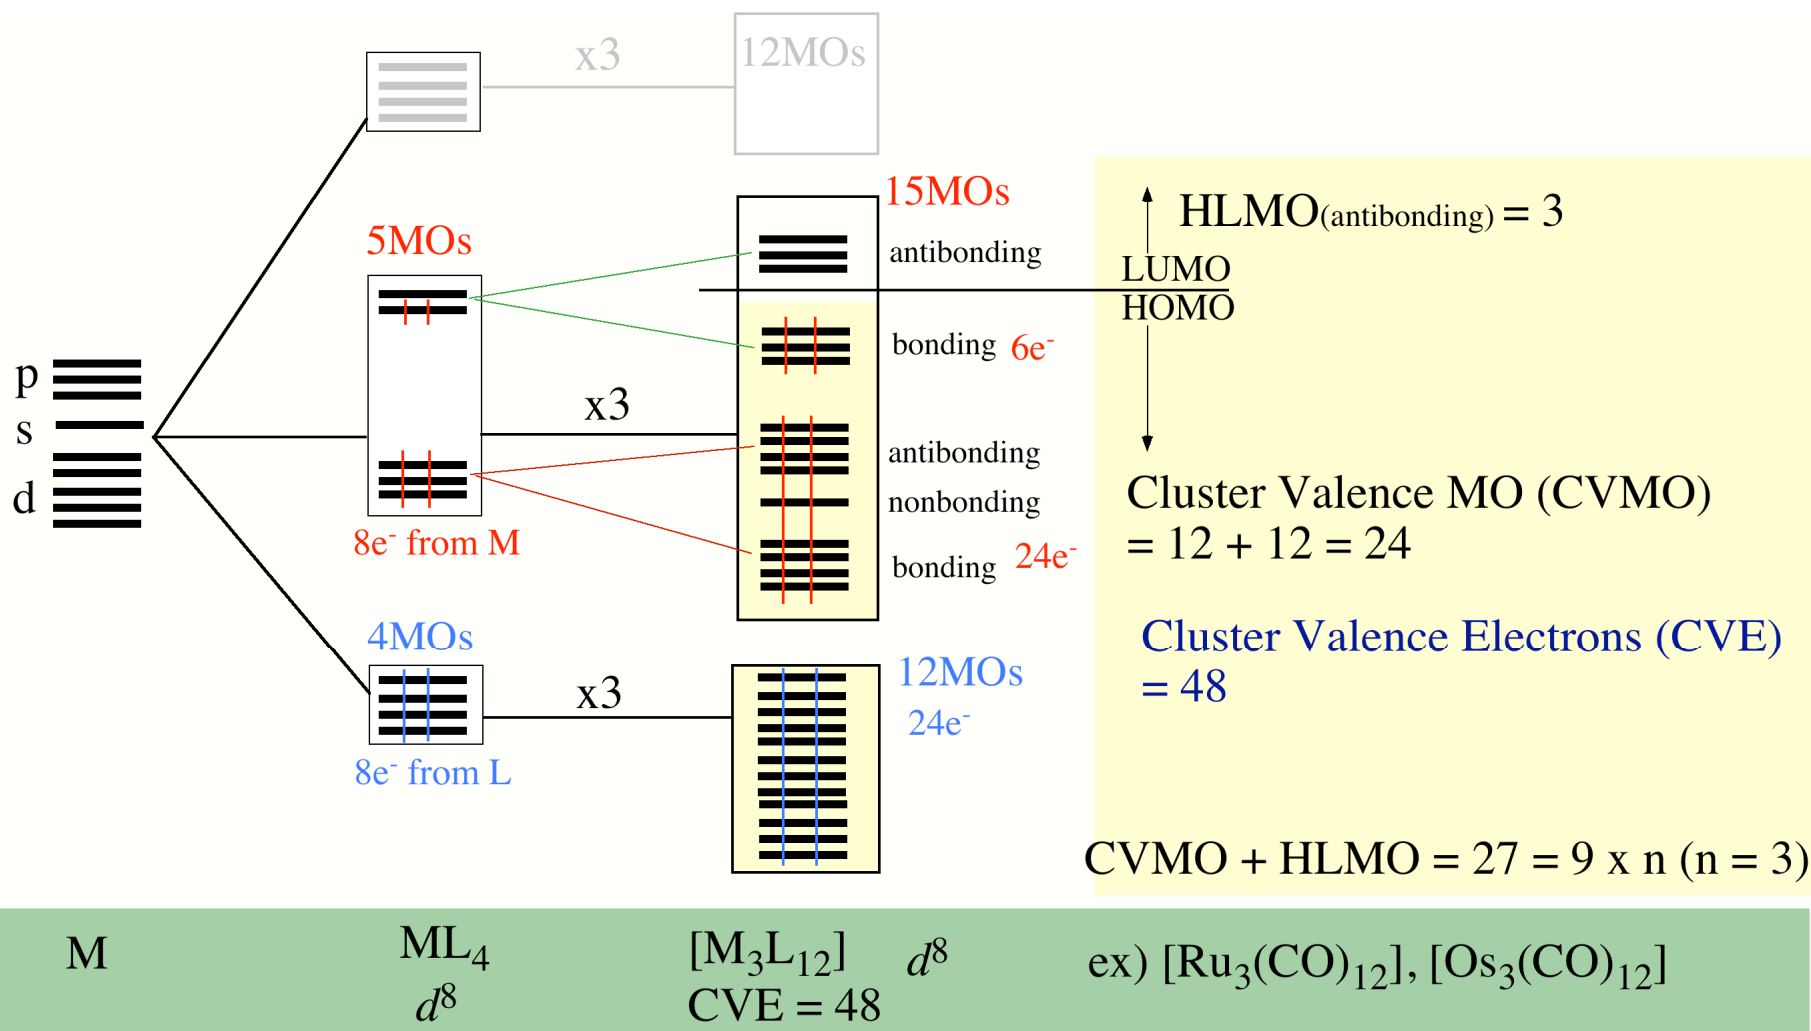 x3
12MOs
15MOs
5MOs
antibonding
HLMO(antibonding) = 3
LUMO
HOMO
bonding 6e⁻
p
s
d
x3
antibonding
nonbonding
bonding 24e⁻
8e⁻ from M
Cluster Valence MO (CVMO)
= 12 + 12 = 24
Cluster Valence Electrons (CVE)
= 48
4MOs
x3
12MOs
24e⁻
8e⁻ from L
CVMO + HLMO = 27 = 9 x n (n = 3)
M
ML₄
d⁸
[M₃L₁₂] d⁸
CVE = 48
ex) [Ru₃(CO)₁₂], [Os₃(CO)₁₂]